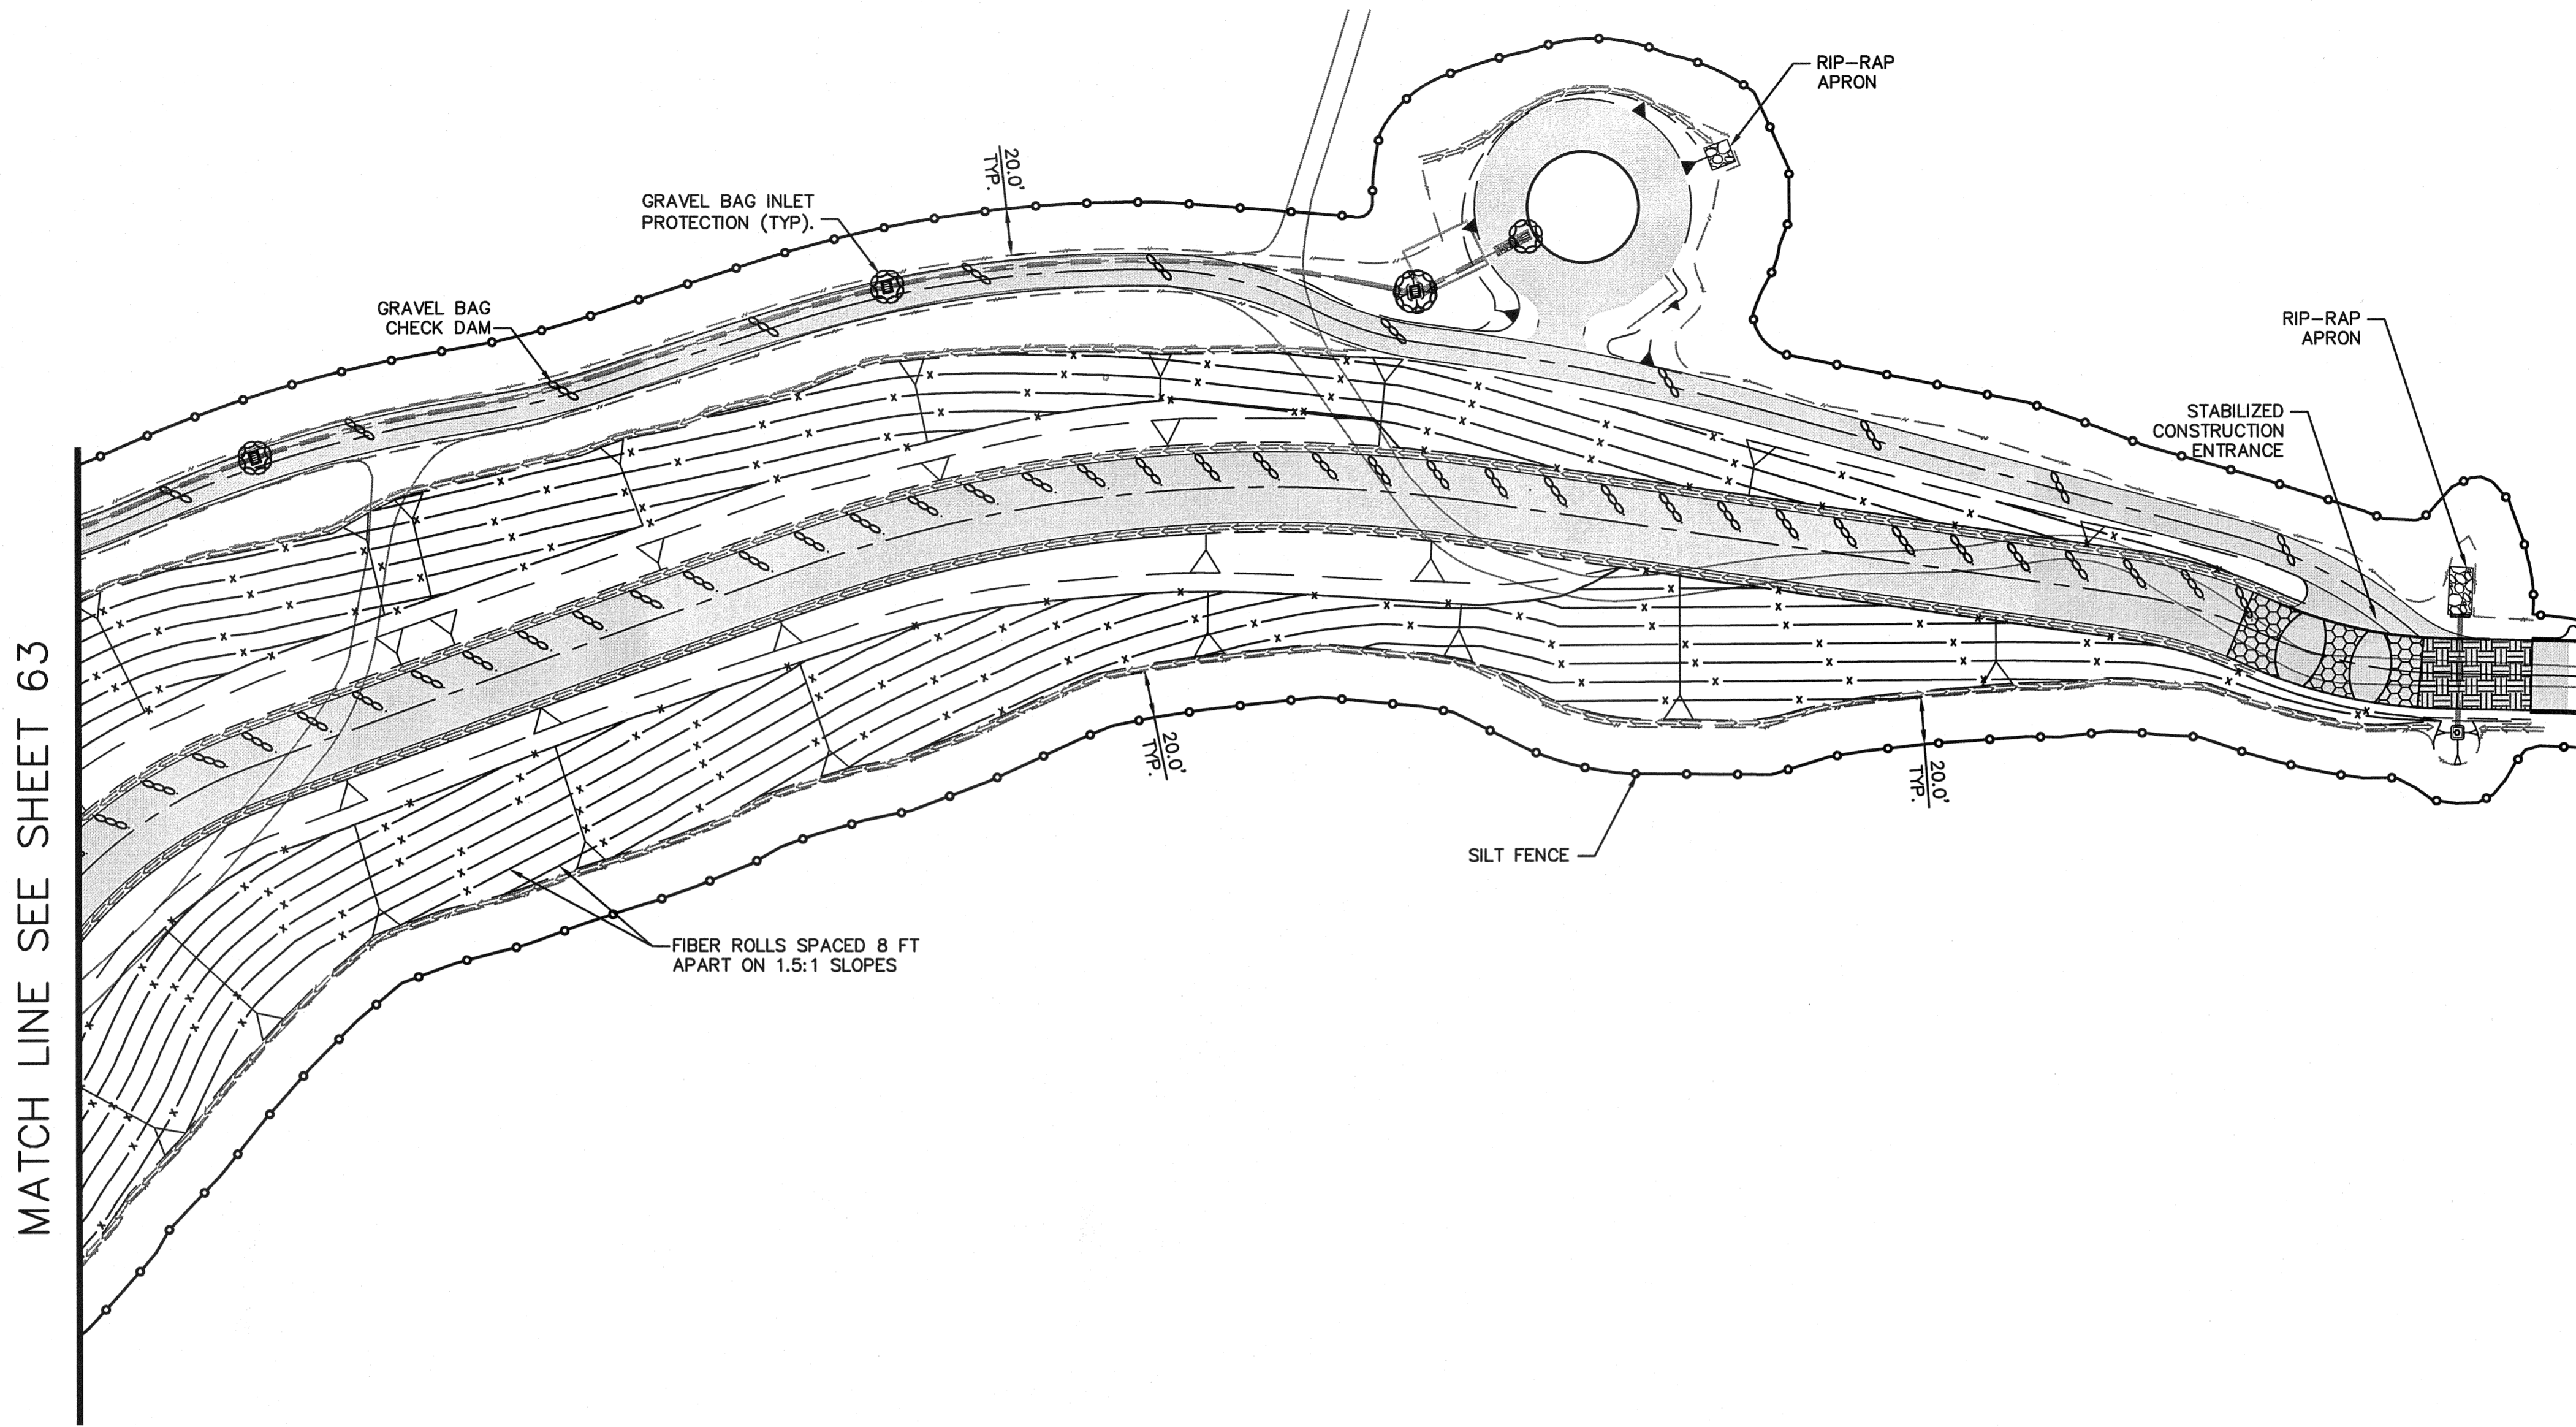 RIP-RAP
APRON
20.0'
TYP.
GRAVEL BAG INLET
PROTECTION (TYP).
GRAVEL BAG
CHECK DAM
RIP-RAP
APRON
STABILIZED
CONSTRUCTION
ENTRANCE
MATCH LINE SEE SHEET 63
20.0'
TYP.
20.0'
TYP.
SILT FENCE
FIBER ROLLS SPACED 8 FT
APART ON 1.5:1 SLOPES